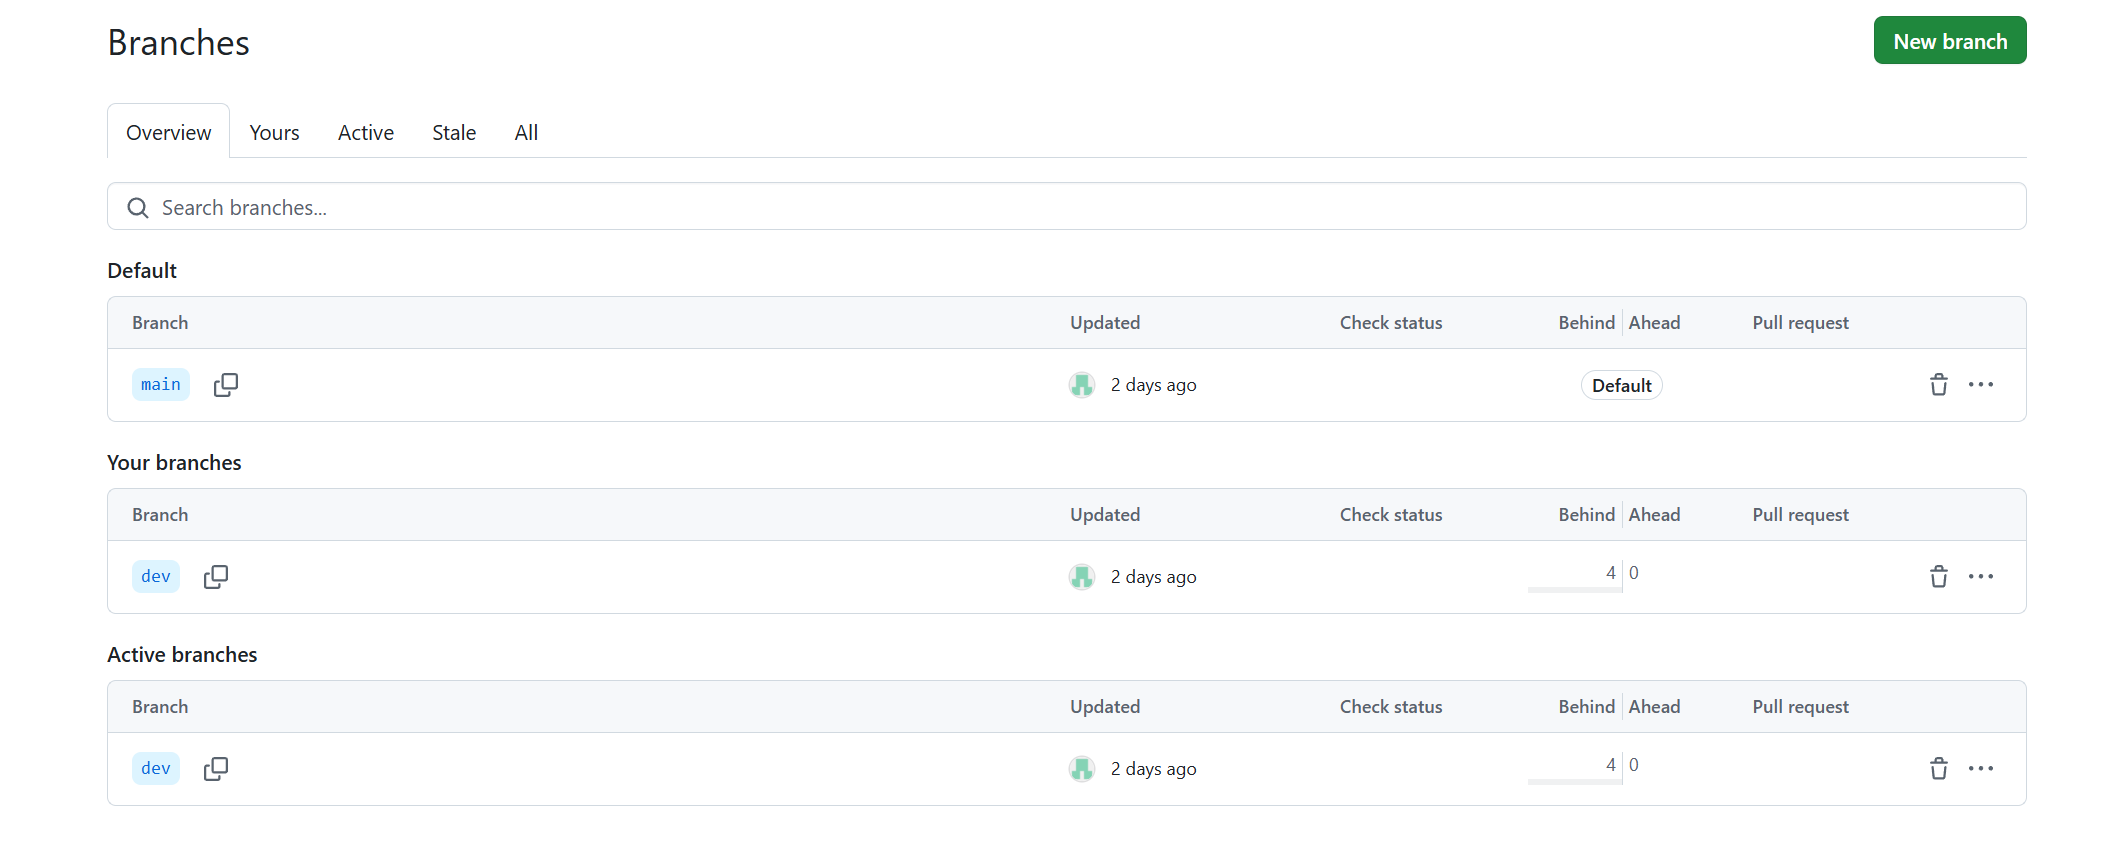 Branches
New branch
Overview Yours Active Stale All
Search branches...
Default
Branch Updated Check status Behind Ahead Pull request
main 2 days ago Default
Your branches
Branch Updated Check status Behind Ahead Pull request
dev 2 days ago 4 0
Active branches
Branch Updated Check status Behind Ahead Pull request
dev 2 days ago 4 0